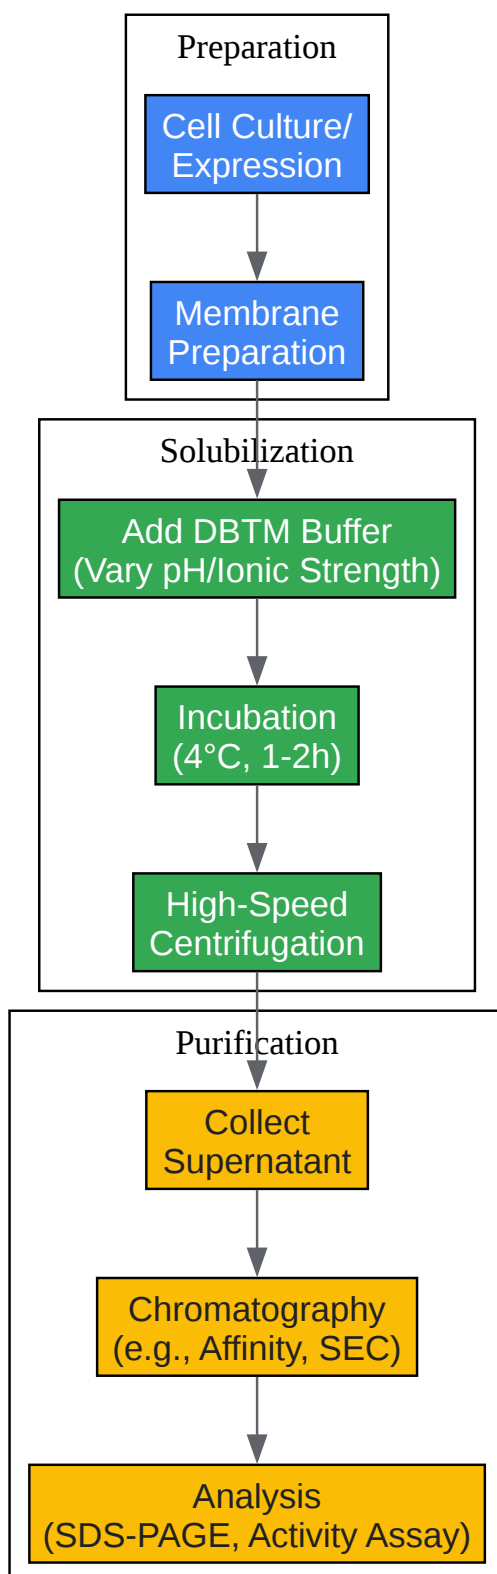 Preparation
Cell Culture/
Expression
Membrane
Preparation
Solubilization
Add DBTM Buffer
(Vary pH/Ionic Strength)
Incubation
(4°C, 1-2h)
High-Speed
Centrifugation
Purification
Collect
Supernatant
Chromatography
(e.g., Affinity, SEC)
Analysis
(SDS-PAGE, Activity Assay)